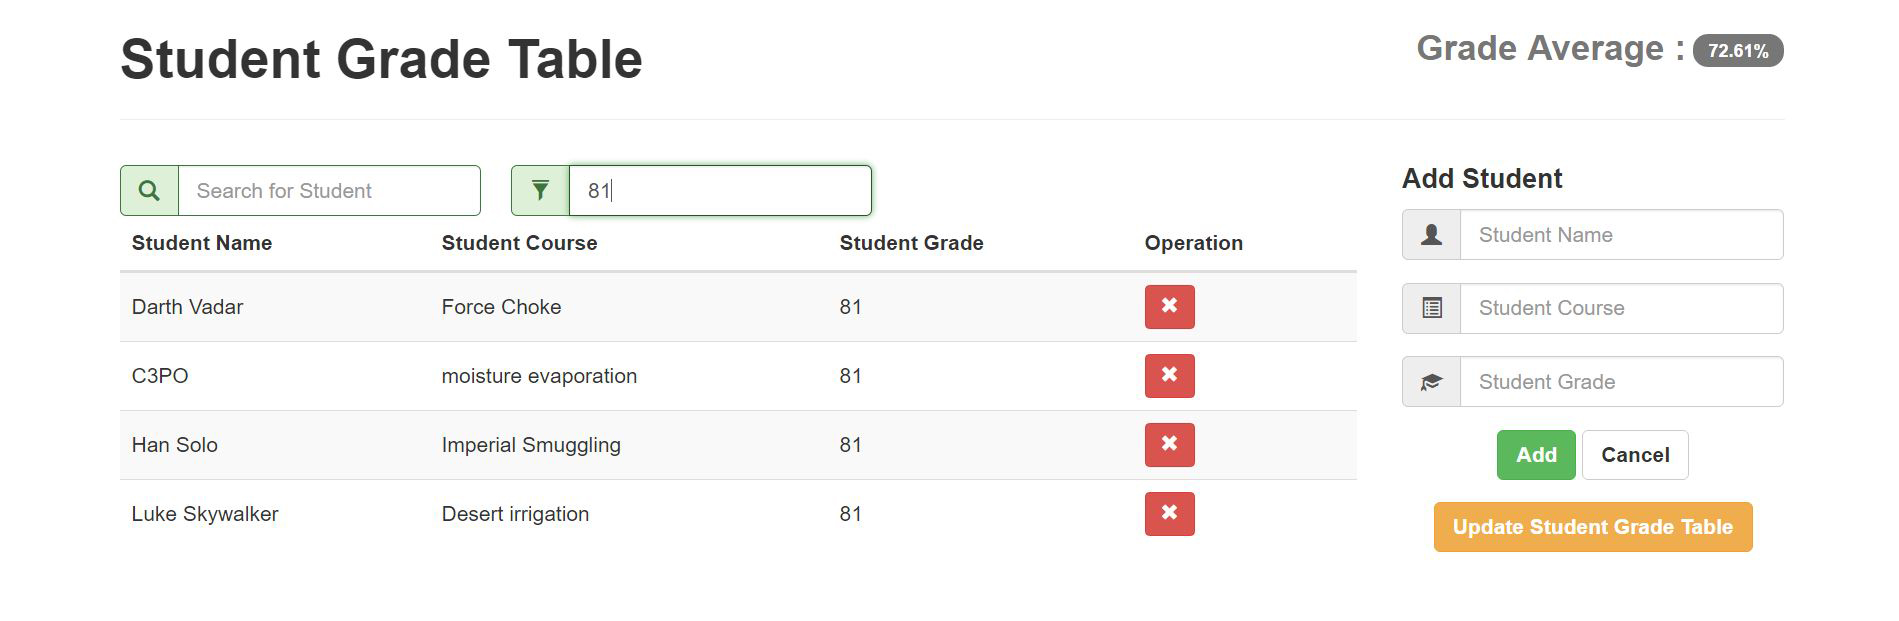 Student Grade Table
Grade Average : 72.61%
Search for Student
81
Student Name Student Course Student Grade Operation
Darth Vadar Force Choke 81
C3PO moisture evaporation 81
Han Solo Imperial Smuggling 81
Luke Skywalker Desert irrigation 81
Add Student
Student Name
Student Course
Student Grade
Add Cancel
Update Student Grade Table